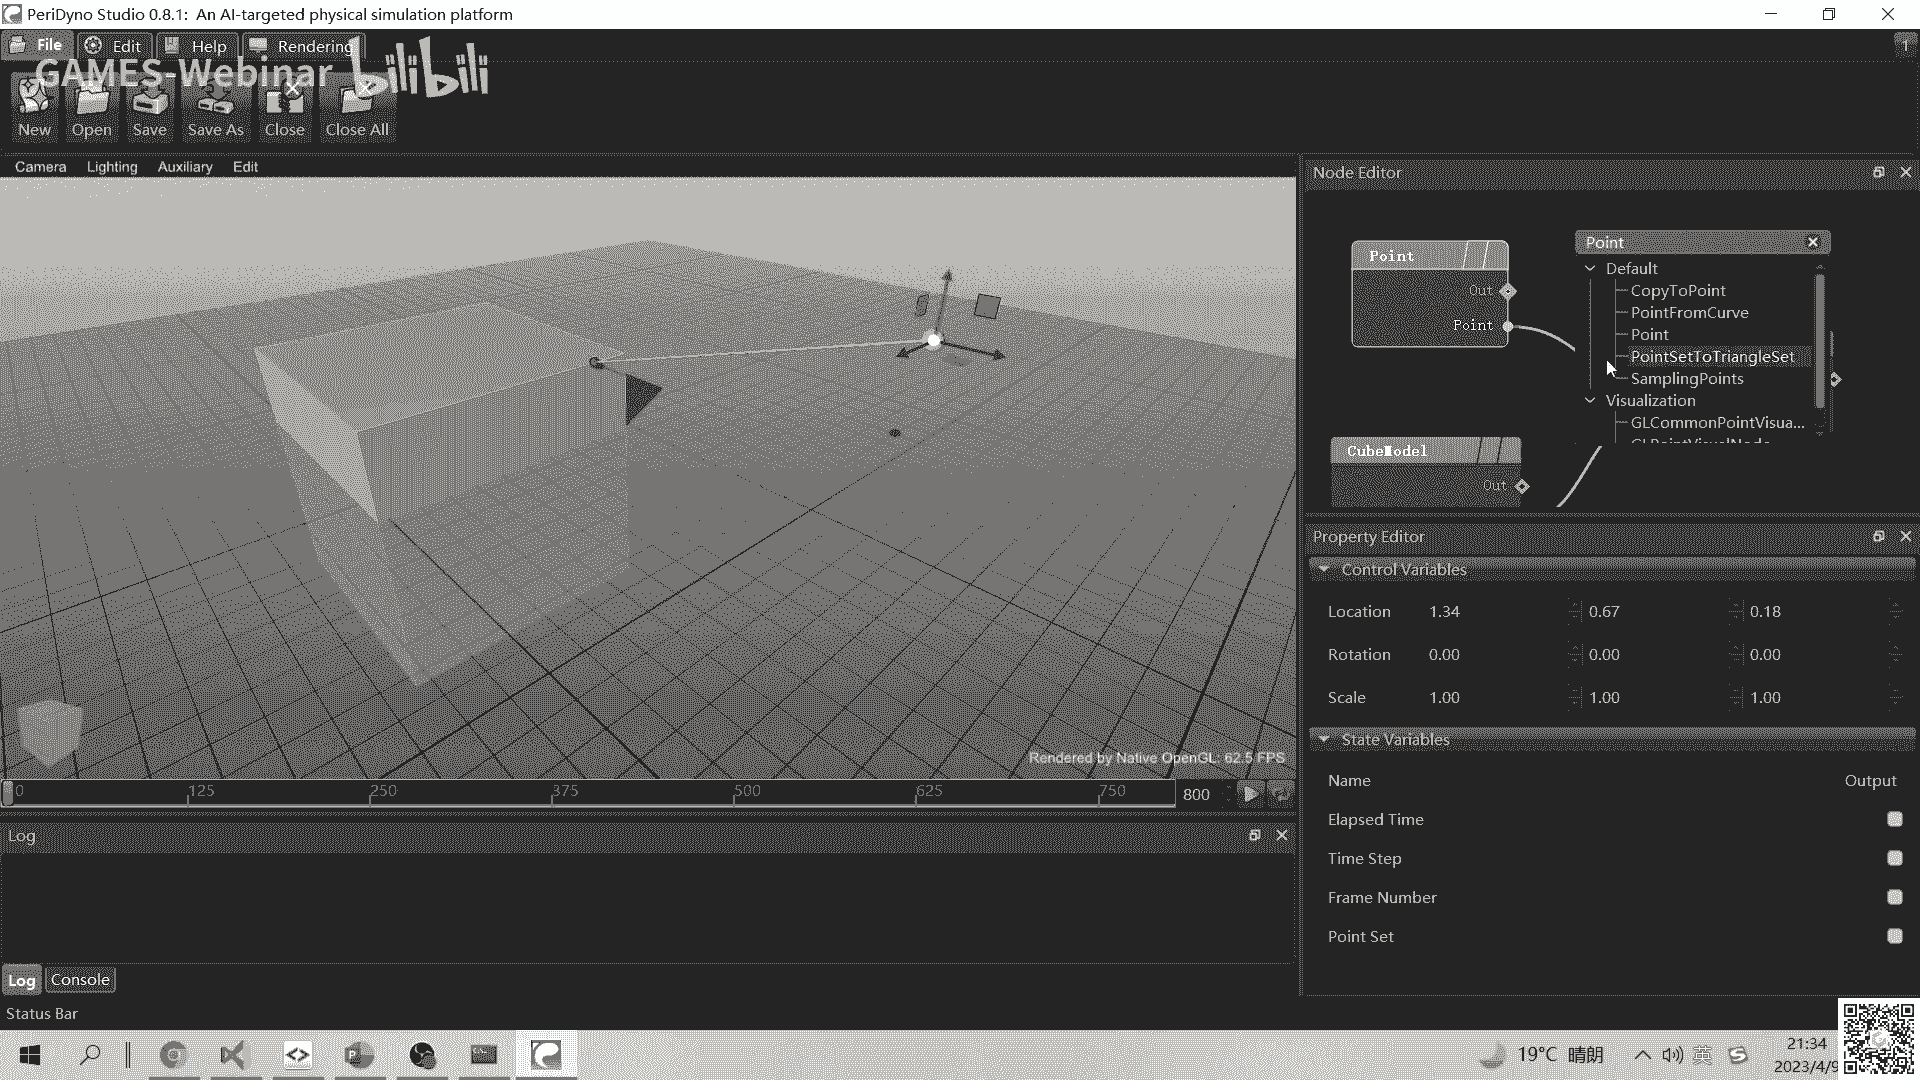 PeriDyno Studio 0.8.1: An AI-targeted physical simulation platform
File Edit Help Rendering 1
GAMES-Webinar bilibili
New Open Save Save As Close Close All
Camera Lighting Auxiliary Edit
Rendered by Native OpenGL: 62.5 FPS
0 125 250 375 500 625 750 800
Log
Log Console
Status Bar
Node Editor
Point
Out
Point
CubeModel
Out
Point
Default
CopyToPoint
PointFromCurve
Point
PointSetToTriangleSet
SamplingPoints
Visualization
GLCommonPointVisua...
GLPointVisualNode
Property Editor
Control Variables
Location 1.34 0.67 0.18
Rotation 0.00 0.00 0.00
Scale 1.00 1.00 1.00
State Variables
Name Output
Elapsed Time
Time Step
Frame Number
Point Set
19°C 晴朗 英 21:34
2023/4/9